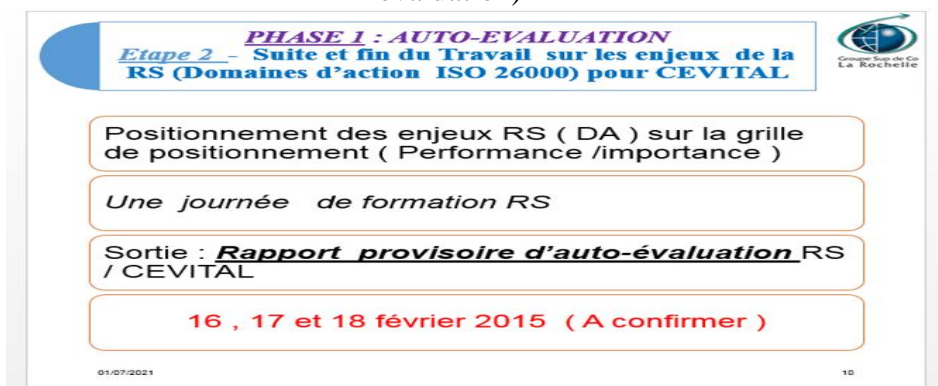 PHASE 1 : AUTO-EVALUATION
Etape 2 - Suite et fin du Travail sur les enjeux de la
RS (Domaines d'action ISO 26000) pour CEVITAL
Groupe Sup de Co
La Rochelle
Positionnement des enjeux RS ( DA ) sur la grille
de positionnement ( Performance /importance )
Une journée de formation RS
Sortie : Rapport provisoire d'auto-évaluation RS
/ CEVITAL
16 , 17 et 18 février 2015 ( A confirmer )
01/07/2021
10